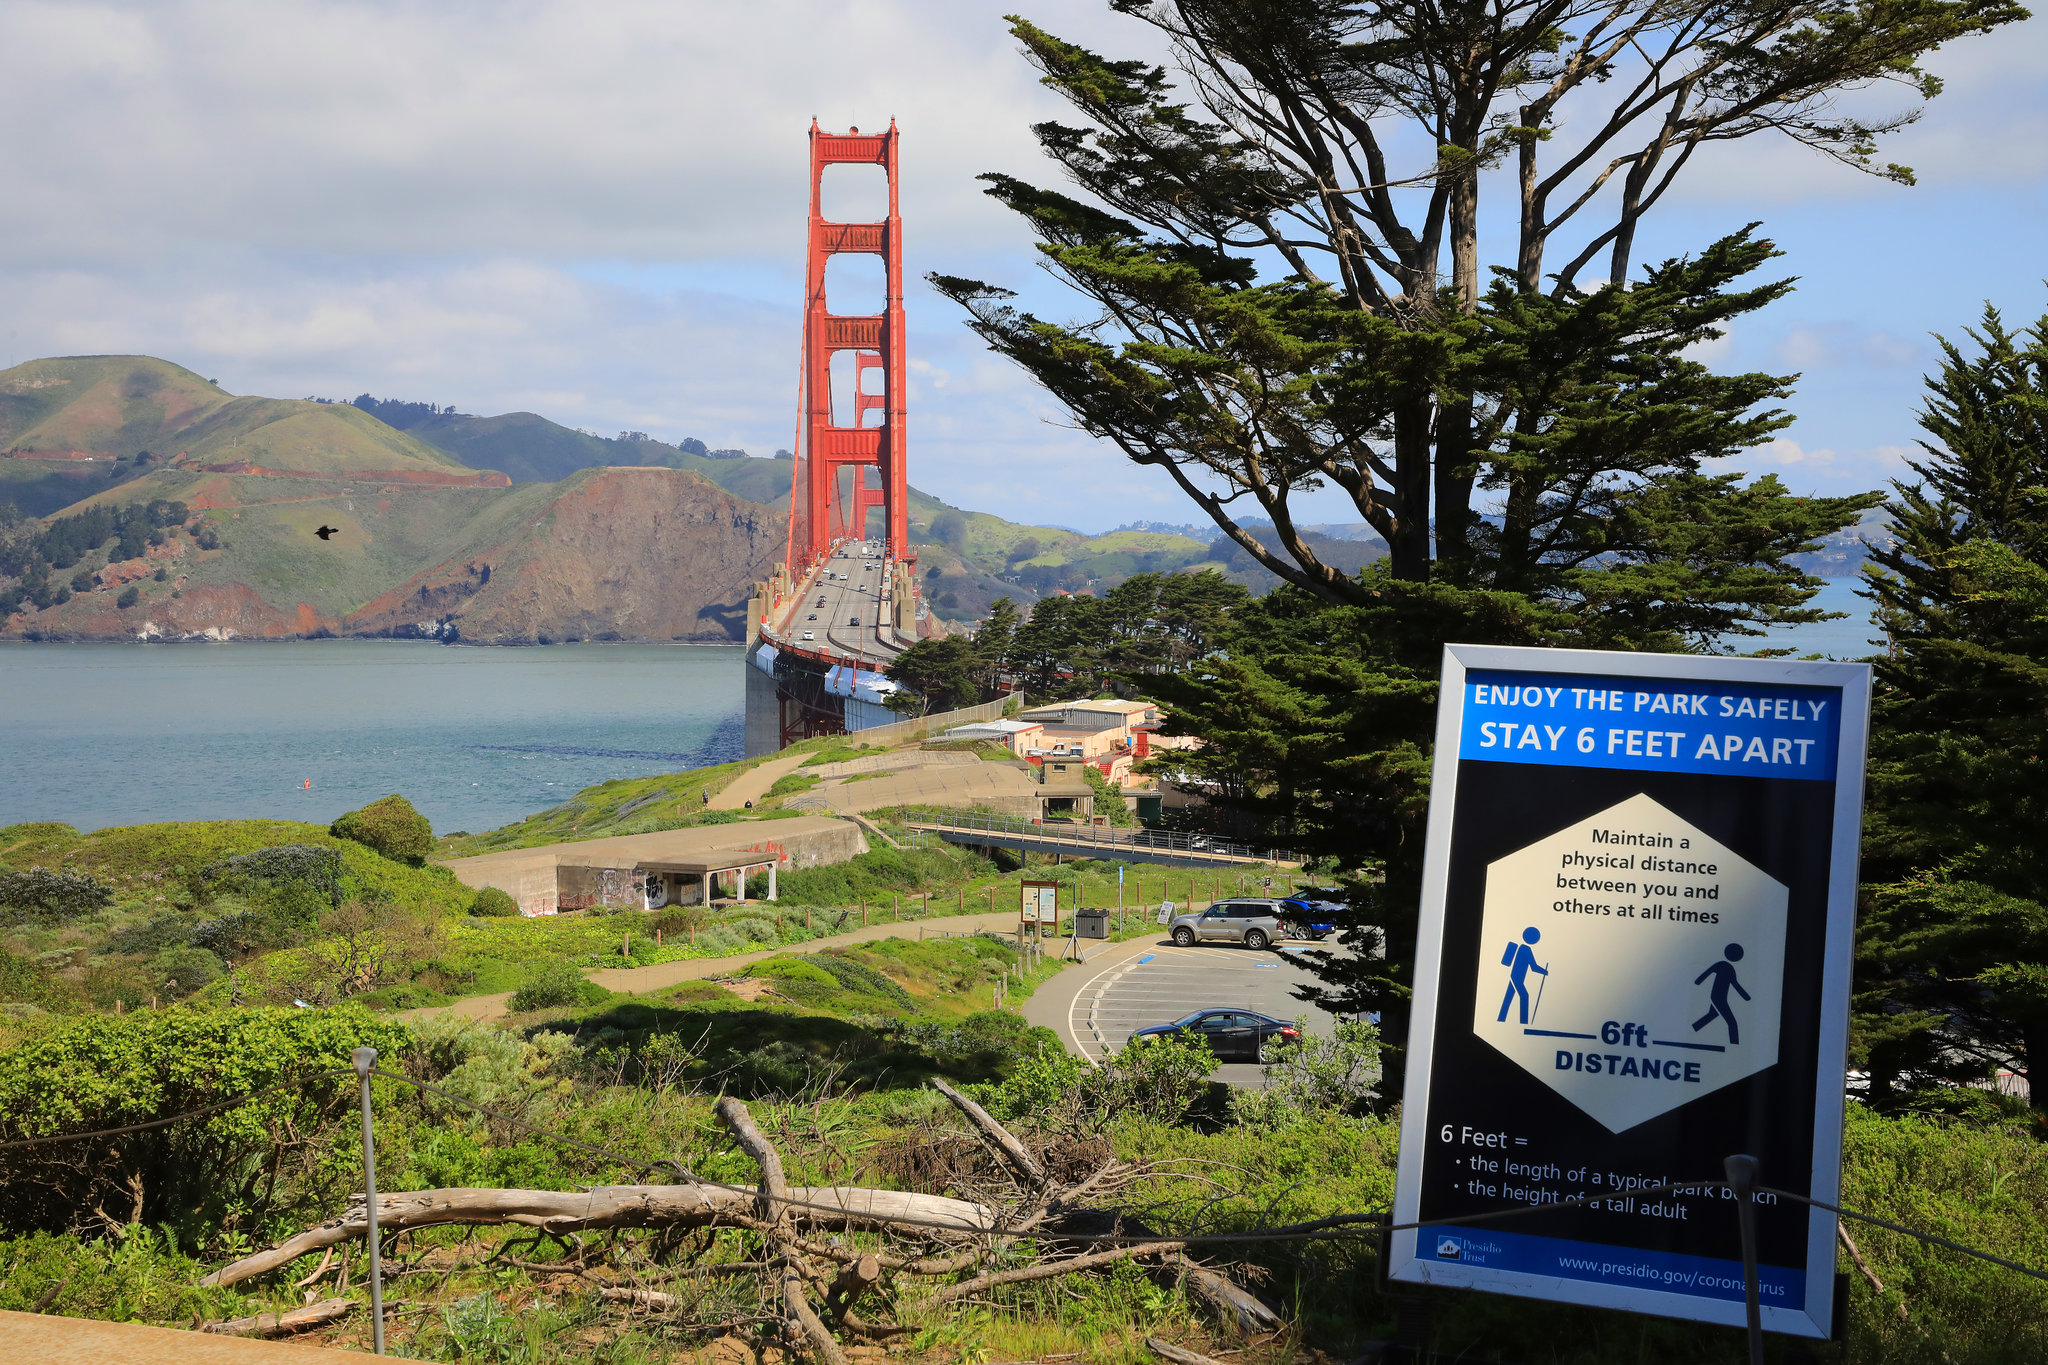 ENJOY THE PARK SAFELY
STAY 6 FEET APART
Maintain a
physical distance
between you and
others at all times
6ft
DISTANCE
6 Feet =
• the length of a typical park bench
• the height of a tall adult
Presidio
Trust
www.presidio.gov/coronavirus